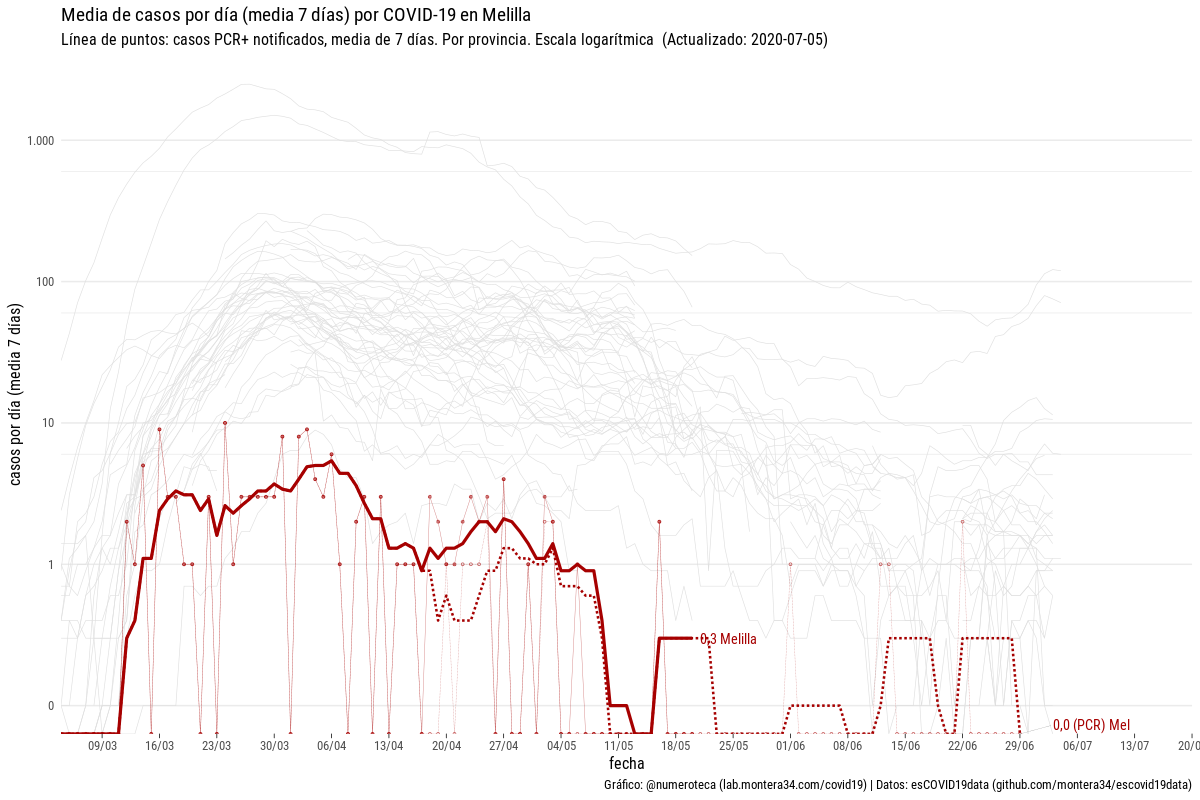 Media de casos por día (media 7 días) por COVID-19 en Melilla
Línea de puntos: casos PCR+ notificados, media de 7 días. Por provincia. Escala logarítmica (Actualizado: 2020-07-05)
casos por día (media 7 días)
1.000
100
10
1
0
0,3 Melilla
0,0 (PCR) Mel
09/03 16/03 23/03 30/03 06/04 13/04 20/04 27/04 04/05 11/05 18/05 25/05 01/06 08/06 15/06 22/06 29/06 06/07 13/07 20/0
fecha
Gráfico: @numeroteca (lab.montera34.com/covid19) | Datos: esCOVID19data (github.com/montera34/escovid19data)